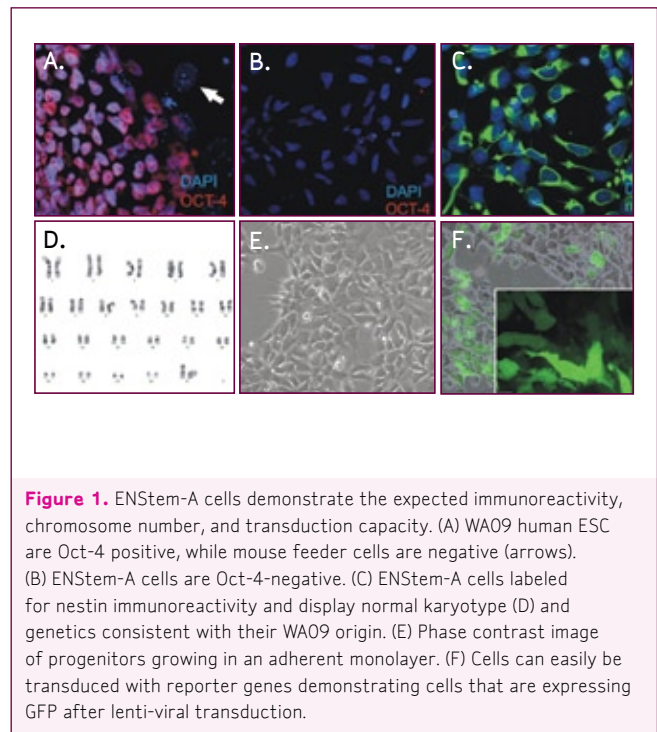 A.
B.
C.
DAPI
OCT-4
DAPI
OCT-4
D.
E.
F.
Figure 1. ENStem-A cells demonstrate the expected immunoreactivity,
chromosome number, and transduction capacity. (A) WA09 human ESC
are Oct-4 positive, while mouse feeder cells are negative (arrows).
(B) ENStem-A cells are Oct-4-negative. (C) ENStem-A cells labeled
for nestin immunoreactivity and display normal karyotype (D) and
genetics consistent with their WA09 origin. (E) Phase contrast image
of progenitors growing in an adherent monolayer. (F) Cells can easily be
transduced with reporter genes demonstrating cells that are expressing
GFP after lenti-viral transduction.